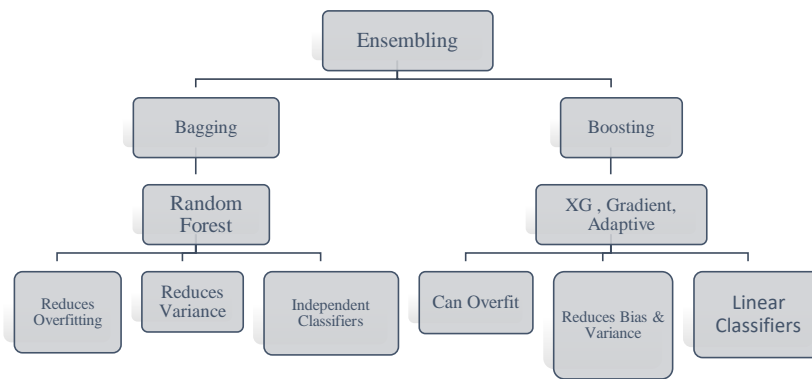 Ensembling
Bagging
Boosting
Random
Forest
XG , Gradient,
Adaptive
Reduces
Overfitting
Reduces
Variance
Independent
Classifiers
Can Overfit
Reduces Bias &
Variance
Linear
Classifiers